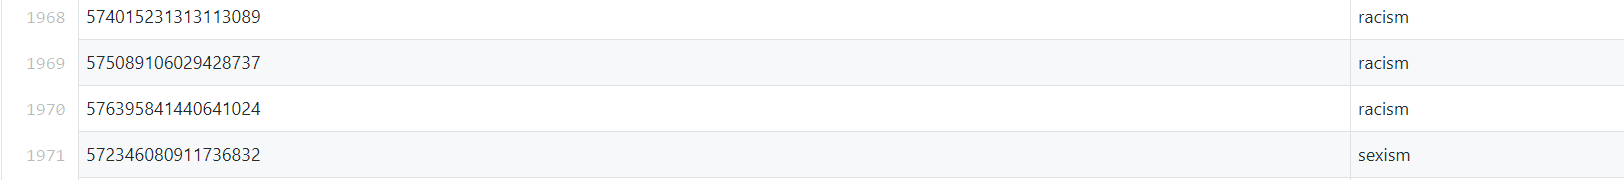 1968 574015231313113089 racism
1969 575089106029428737 racism
1970 576395841440641024 racism
1971 572346080911736832 sexism